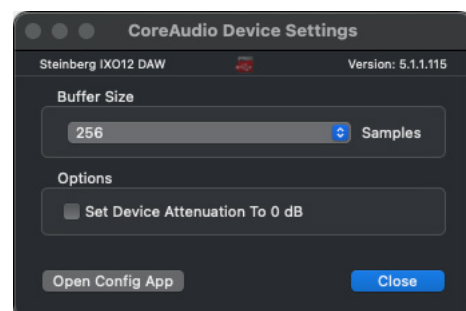 CoreAudio Device Settings
Steinberg IXO12 DAW Version: 5.1.1.115
Buffer Size
256 Samples
Options
Set Device Attenuation To 0 dB
Open Config App Close